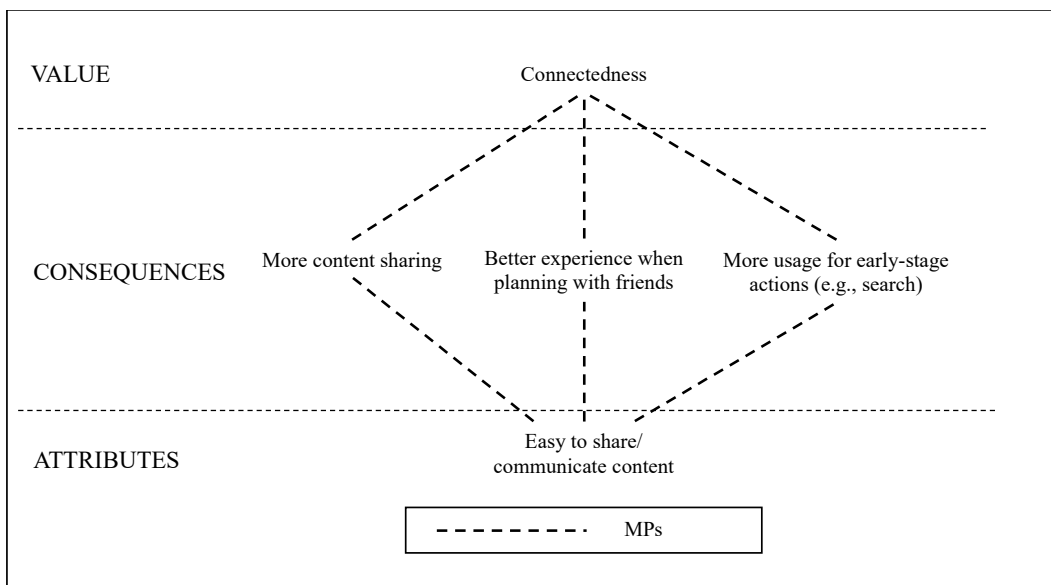 VALUE
Connectedness
CONSEQUENCES
More content sharing
Better experience when
planning with friends
More usage for early-stage
actions (e.g., search)
ATTRIBUTES
Easy to share/
communicate content
MPs